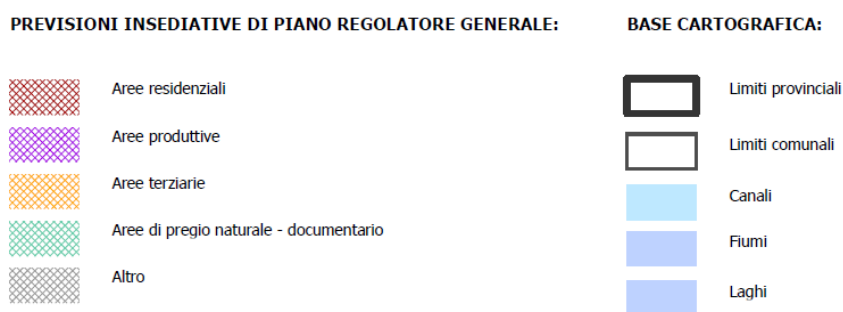 PREVISIONI INSEDIATIVE DI PIANO REGOLATORE GENERALE:
Aree residenziali
Aree produttive
Aree terziarie
Aree di pregio naturale - documentario
Altro
BASE CARTOGRAFICA:
Limiti provinciali
Limiti comunali
Canali
Fiumi
Laghi